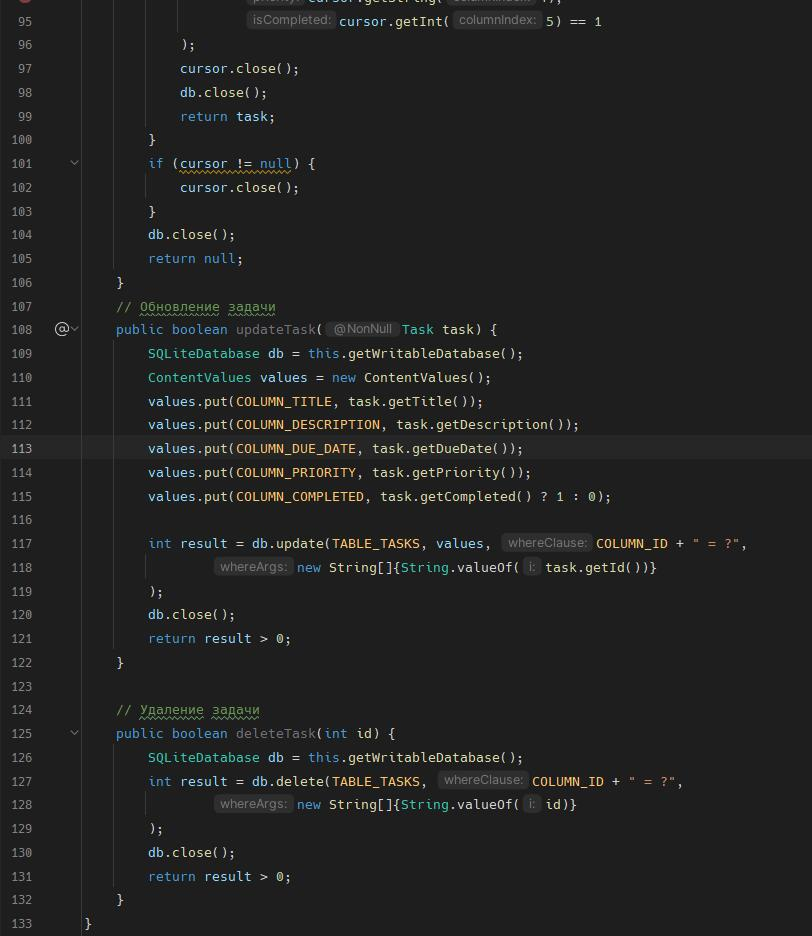 priority: cursor.getString( columnIndex: 4),
95 isCompleted: cursor.getInt( columnIndex: 5) == 1
96 );
97 cursor.close();
98 db.close();
99 return task;
100 }
101 if (cursor != null) {
102 cursor.close();
103 }
104 db.close();
105 return null;
106 }
107 // Обновление задачи
108 public boolean updateTask( @NonNull Task task) {
109 SQLiteDatabase db = this.getWritableDatabase();
110 ContentValues values = new ContentValues();
111 values.put(COLUMN_TITLE, task.getTitle());
112 values.put(COLUMN_DESCRIPTION, task.getDescription());
113 values.put(COLUMN_DUE_DATE, task.getDueDate());
114 values.put(COLUMN_PRIORITY, task.getPriority());
115 values.put(COLUMN_COMPLETED, task.getCompleted() ? 1 : 0);
116
117 int result = db.update(TABLE_TASKS, values, whereClause: COLUMN_ID + " = ?",
118 whereArgs: new String[]{String.valueOf( i: task.getId())}
119 );
120 db.close();
121 return result > 0;
122 }
123
124 // Удаление задачи
125 public boolean deleteTask(int id) {
126 SQLiteDatabase db = this.getWritableDatabase();
127 int result = db.delete(TABLE_TASKS, whereClause: COLUMN_ID + " = ?",
128 whereArgs: new String[]{String.valueOf( i: id)}
129 );
130 db.close();
131 return result > 0;
132 }
133 }